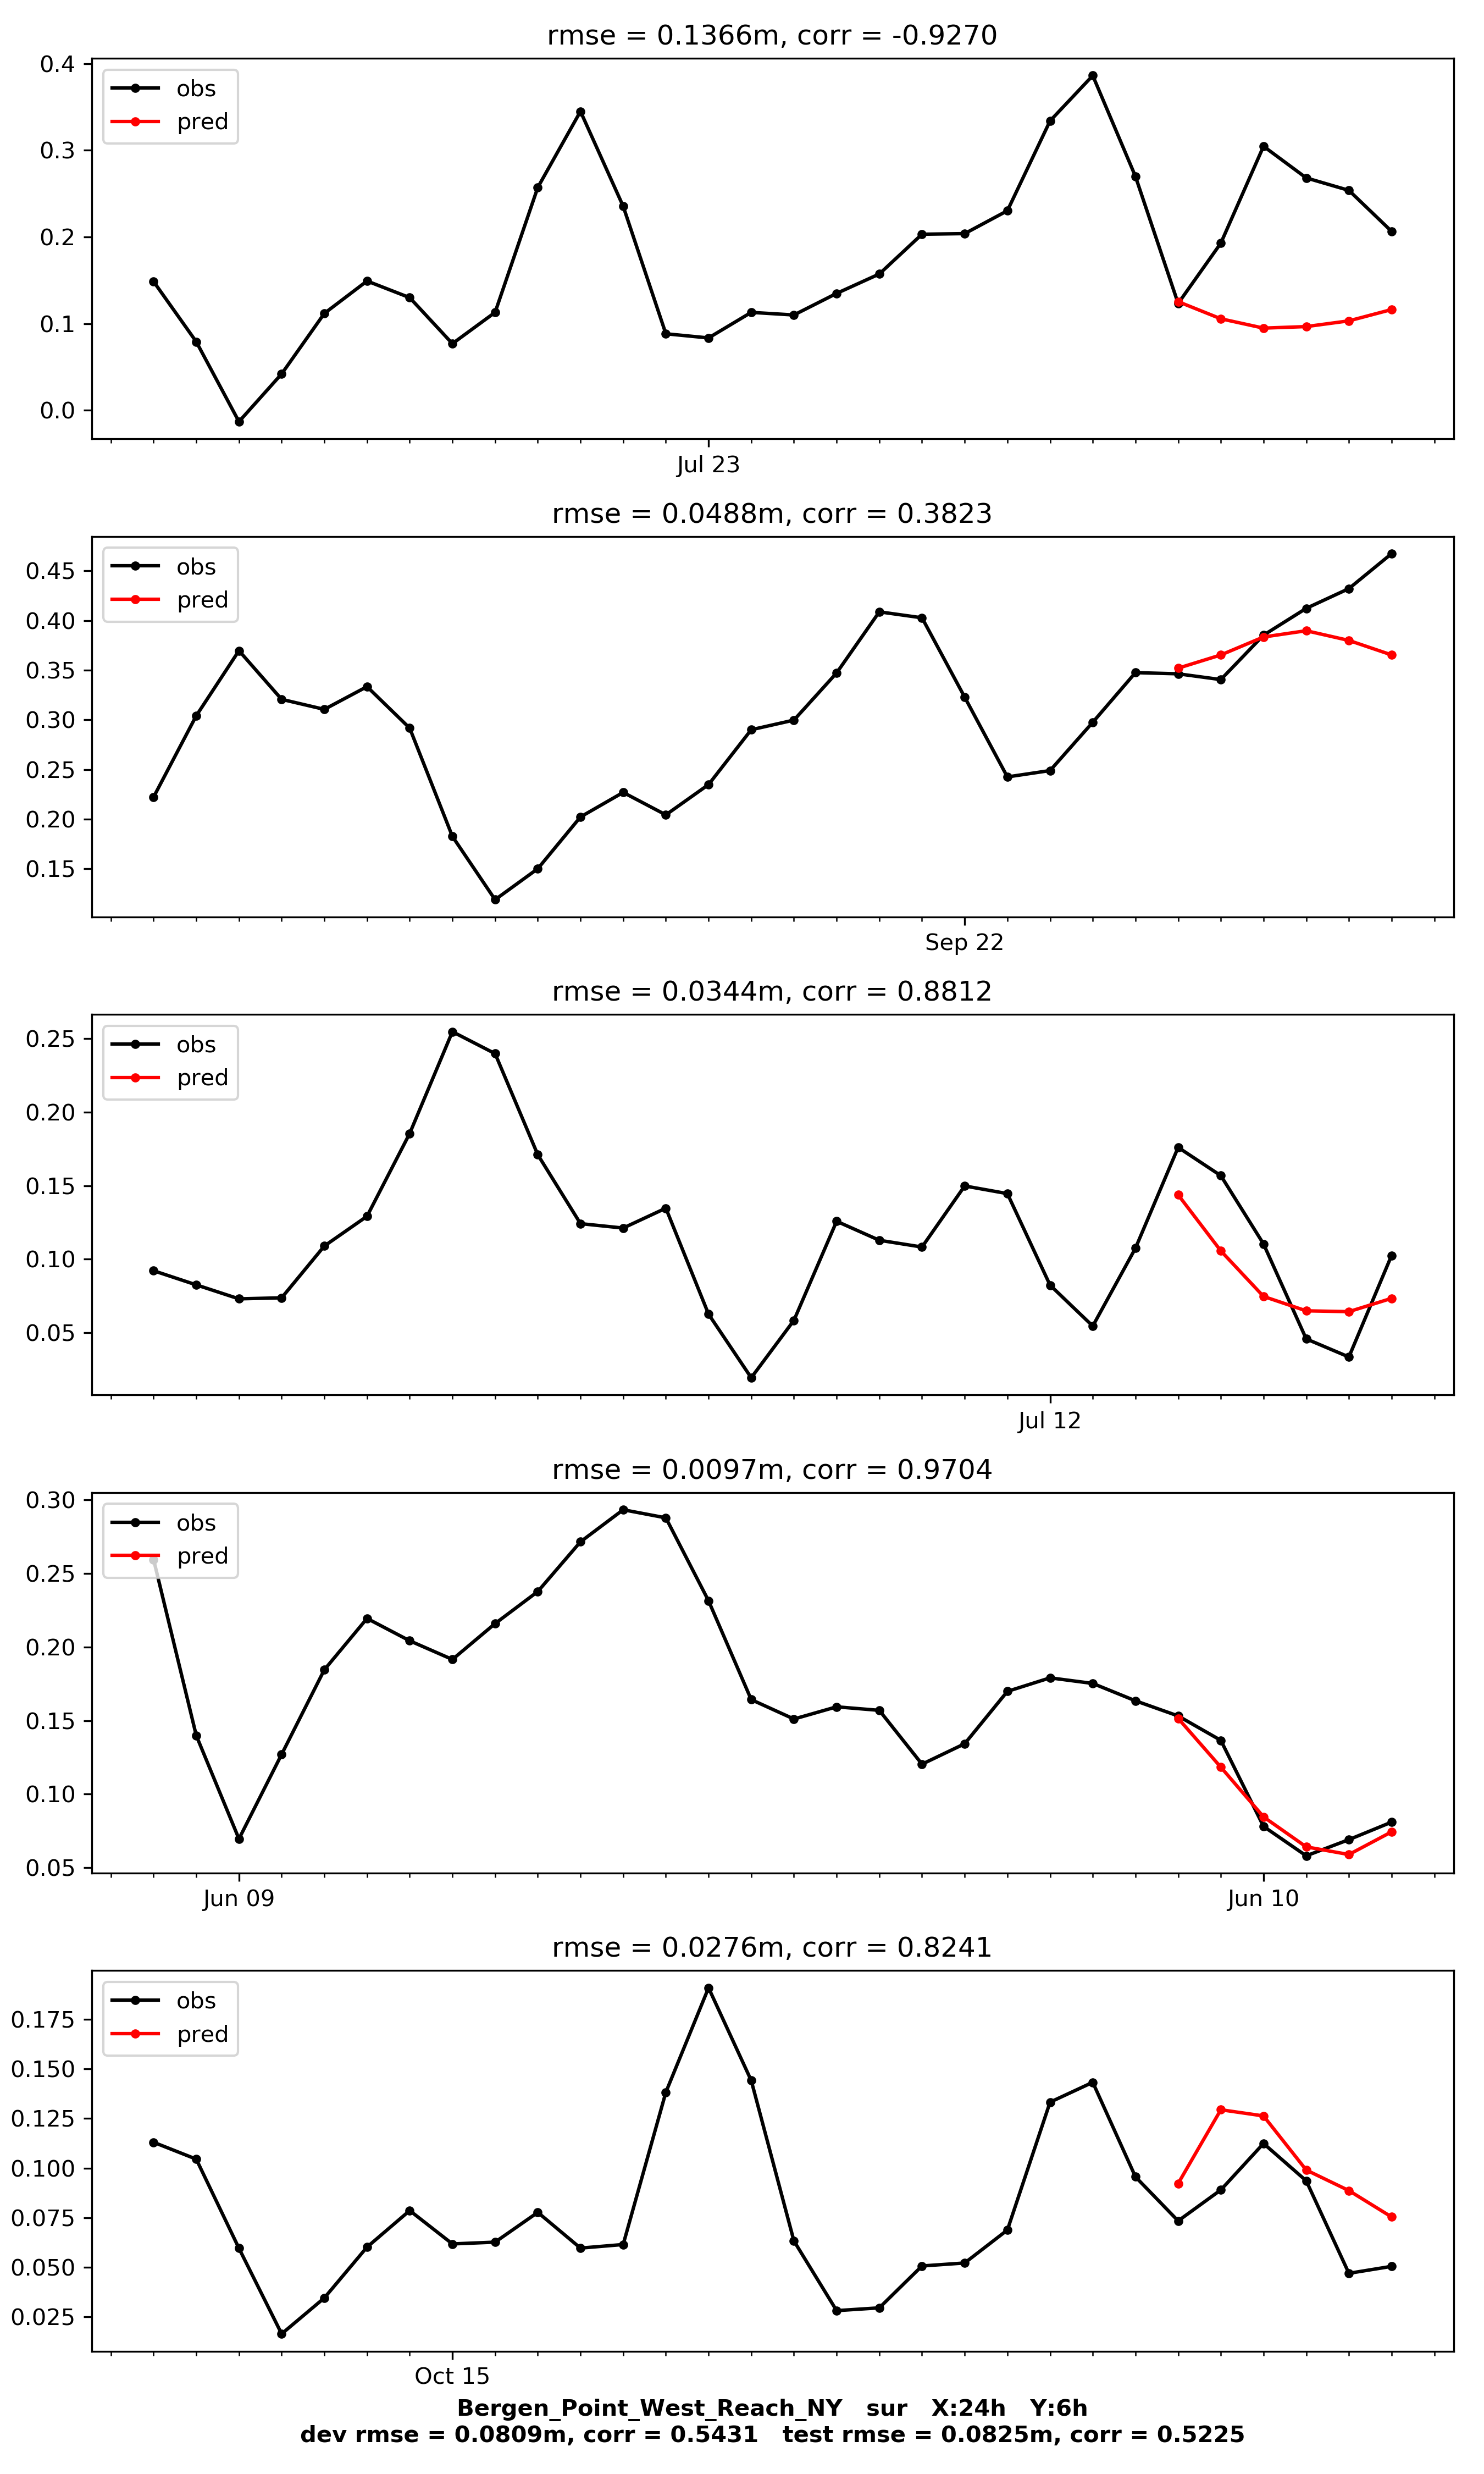 rmse = 0.1366m, corr = -0.9270
0.4
obs
pred
0.3
0.2
0.1
0.0
Jul 23
rmse = 0.0488m, corr = 0.3823
obs
pred
0.45
0.40
0.35
0.30
0.25
0.20
0.15
Sep 22
rmse = 0.0344m, corr = 0.8812
obs
pred
0.25
0.20
0.15
0.10
0.05
Jul 12
rmse = 0.0097m, corr = 0.9704
0.30
obs
pred
0.25
0.20
0.15
0.10
0.05
Jun 09 Jun 10
rmse = 0.0276m, corr = 0.8241
obs
pred
0.175
0.150
0.125
0.100
0.075
0.050
0.025
Oct 15
Bergen_Point_West_Reach_NY sur X:24h Y:6h
dev rmse = 0.0809m, corr = 0.5431 test rmse = 0.0825m, corr = 0.5225